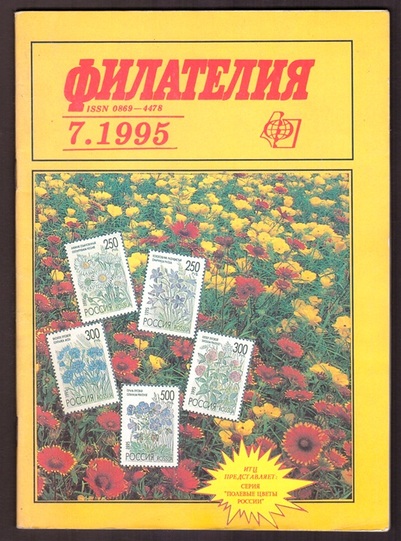 ФИЛАТЕЛИЯ
ISSN 0869—4478
7.1995
250
РОССИЯ
250
РОССИЯ
300
РОССИЯ
300
РОССИЯ
500
РОССИЯ
ИТЦ
ПРЕДСТАВЛЯЕТ:
СЕРИЯ
"ПОЛЕВЫЕ ЦВЕТЫ
РОССИИ"